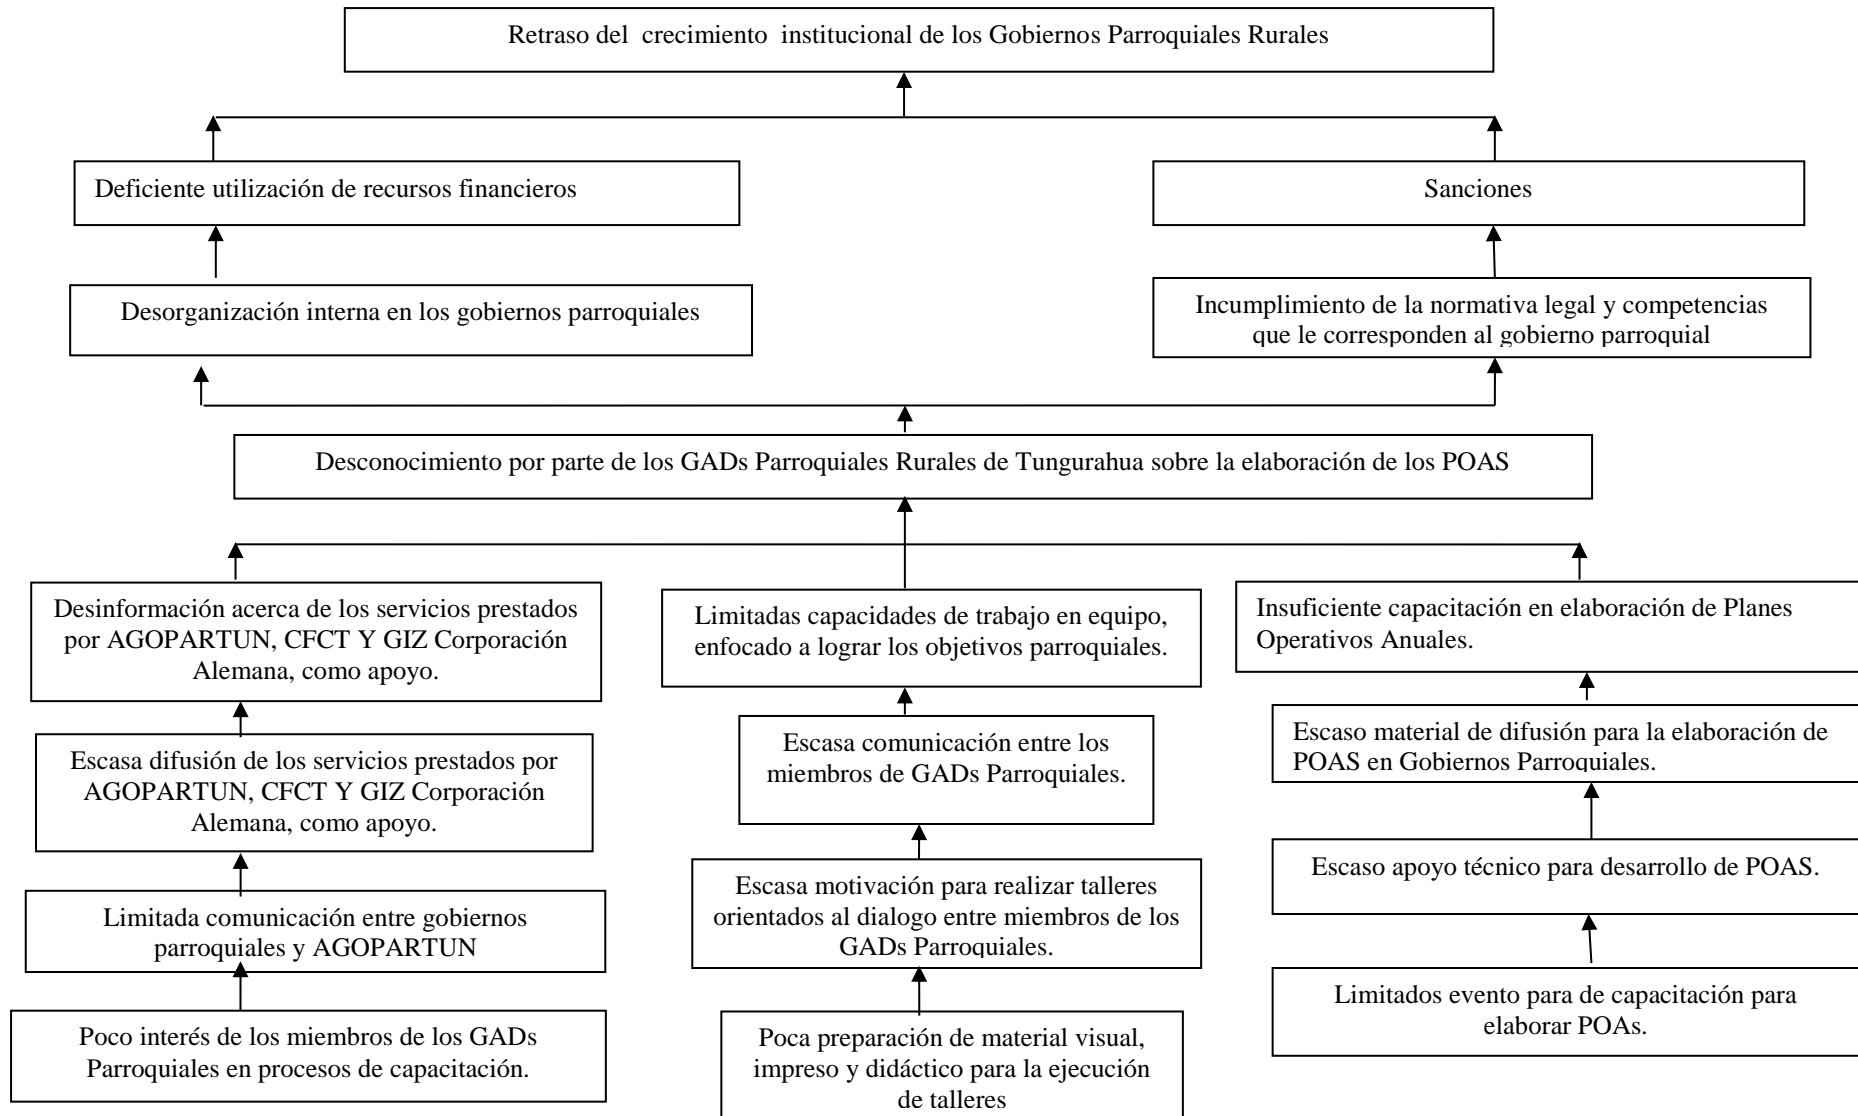 Retraso del crecimiento institucional de los Gobiernos Parroquiales Rurales
Deficiente utilización de recursos financieros
Sanciones
Desorganización interna en los gobiernos parroquiales
Incumplimiento de la normativa legal y competencias
que le corresponden al gobierno parroquial
Desconocimiento por parte de los GADs Parroquiales Rurales de Tungurahua sobre la elaboración de los POAS
Desinformación acerca de los servicios prestados
por AGOPARTUN, CFCT Y GIZ Corporación
Alemana, como apoyo.
Limitadas capacidades de trabajo en equipo,
enfocado a lograr los objetivos parroquiales.
Insuficiente capacitación en elaboración de Planes
Operativos Anuales.
Escasa difusión de los servicios prestados por
AGOPARTUN, CFCT Y GIZ Corporación
Alemana, como apoyo.
Escasa comunicación entre los
miembros de GADs Parroquiales.
Escaso material de difusión para la elaboración de
POAS en Gobiernos Parroquiales.
Limitada comunicación entre gobiernos
parroquiales y AGOPARTUN
Escasa motivación para realizar talleres
orientados al dialogo entre miembros de los
GADs Parroquiales.
Escaso apoyo técnico para desarrollo de POAS.
Poco interés de los miembros de los GADs
Parroquiales en procesos de capacitación.
Poca preparación de material visual,
impreso y didáctico para la ejecución
de talleres
Limitados evento para de capacitación para
elaborar POAs.